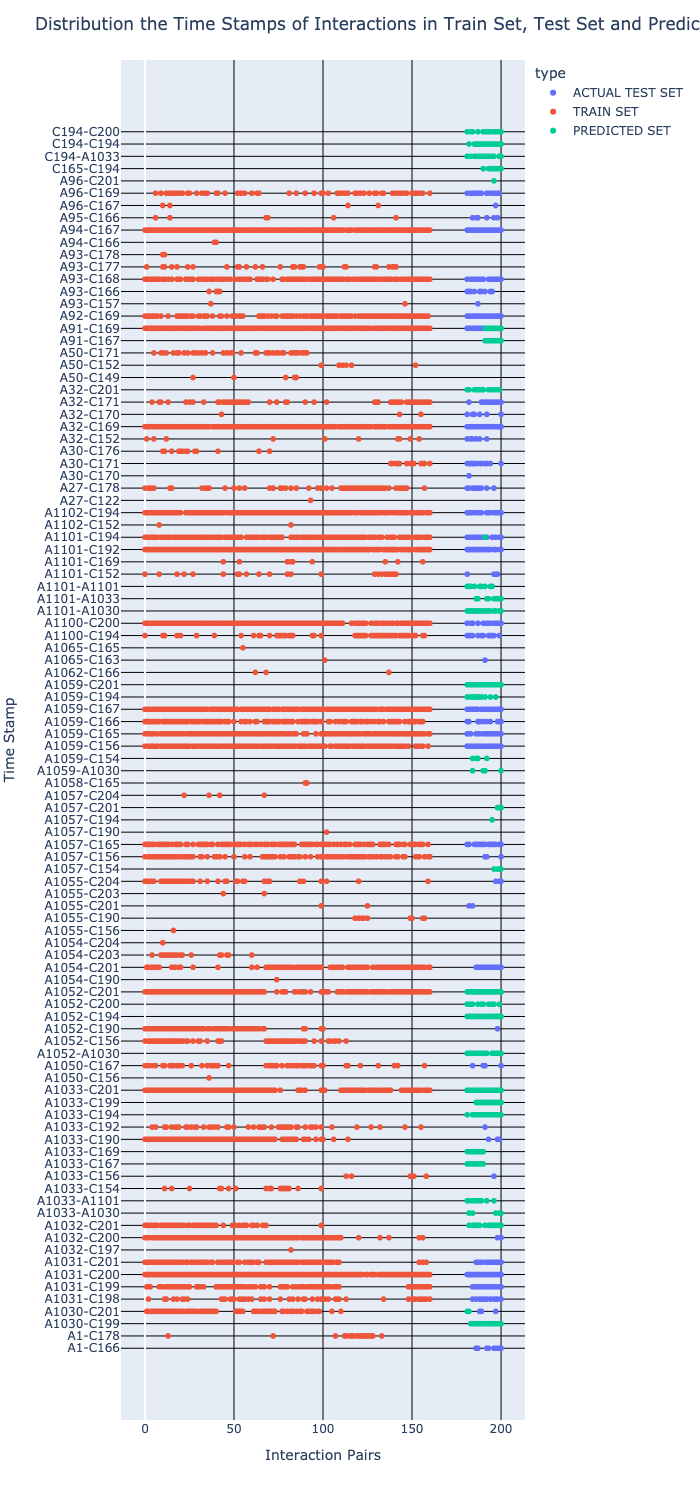 Distribution the Time Stamps of Interactions in Train Set, Test Set and Predic
type
ACTUAL TEST SET
TRAIN SET
PREDICTED SET
C194-C200
C194-C194
C194-A1033
C165-C194
A96-C201
A96-C169
A96-C167
A95-C166
A94-C167
A94-C166
A93-C178
A93-C177
A93-C168
A93-C166
A93-C157
A92-C169
A91-C169
A91-C167
A50-C171
A50-C152
A50-C149
A32-C201
A32-C171
A32-C170
A32-C169
A32-C152
A30-C176
A30-C171
A30-C170
A27-C178
A27-C122
A1102-C194
A1102-C152
A1101-C194
A1101-C192
A1101-C169
A1101-C152
A1101-A1101
A1101-A1033
A1101-A1030
A1100-C200
A1100-C194
A1065-C165
A1065-C163
A1062-C166
A1059-C201
A1059-C194
A1059-C167
A1059-C166
A1059-C165
A1059-C156
A1059-C154
A1059-A1030
A1058-C165
A1057-C204
A1057-C201
A1057-C194
A1057-C190
A1057-C165
A1057-C156
A1057-C154
A1055-C204
A1055-C203
A1055-C201
A1055-C190
A1055-C156
A1054-C204
A1054-C203
A1054-C201
A1054-C190
A1052-C201
A1052-C200
A1052-C194
A1052-C190
A1052-C156
A1052-A1030
A1050-C167
A1050-C156
A1033-C201
A1033-C199
A1033-C194
A1033-C192
A1033-C190
A1033-C169
A1033-C167
A1033-C156
A1033-C154
A1033-A1101
A1033-A1030
A1032-C201
A1032-C200
A1032-C197
A1031-C201
A1031-C200
A1031-C199
A1031-C198
A1030-C201
A1030-C199
A1-C178
A1-C166
Time Stamp
0 50 100 150 200
Interaction Pairs